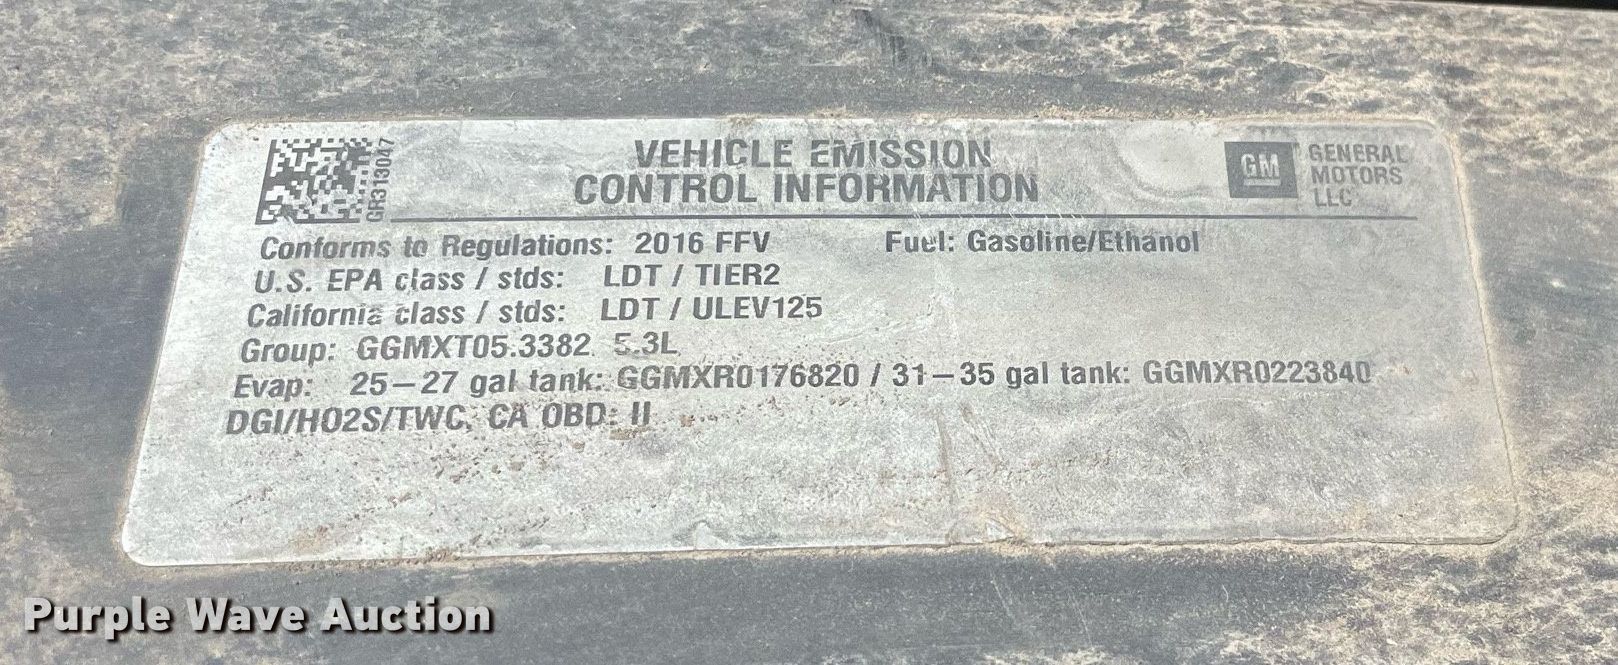 GR313047
VEHICLE EMISSION
CONTROL INFORMATION
GM
GENERAL
MOTORS
LLC
Conforms to Regulations: 2016 FFV Fuel: Gasoline/Ethanol
U.S. EPA class / stds: LDT / TIER2
California class / stds: LDT / ULEV125
Group: GGMXT05.3382 5.3L
Evap: 25-27 gal tank: GGMXR0176820 / 31-35 gal tank: GGMXR0223840
DGI/HO2S/TWC, CA OBD: II
Purple Wave Auction